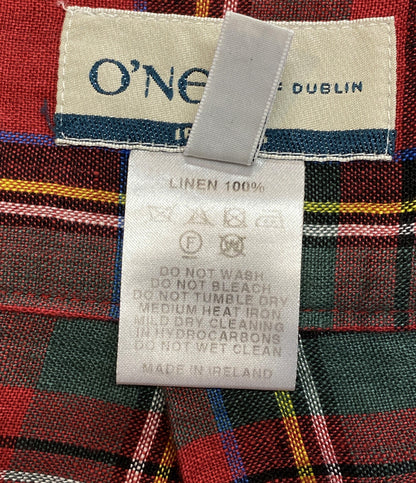 O'NE DUBLIN
LINEN 100%
F
DO NOT WASH
DO NOT BLEACH
DO NOT TUMBLE DRY
MEDIUM HEAT IRON
MILD DRY CLEANING
IN HYDROCARBONS
DO NOT WET CLEAN
MADE IN IRELAND